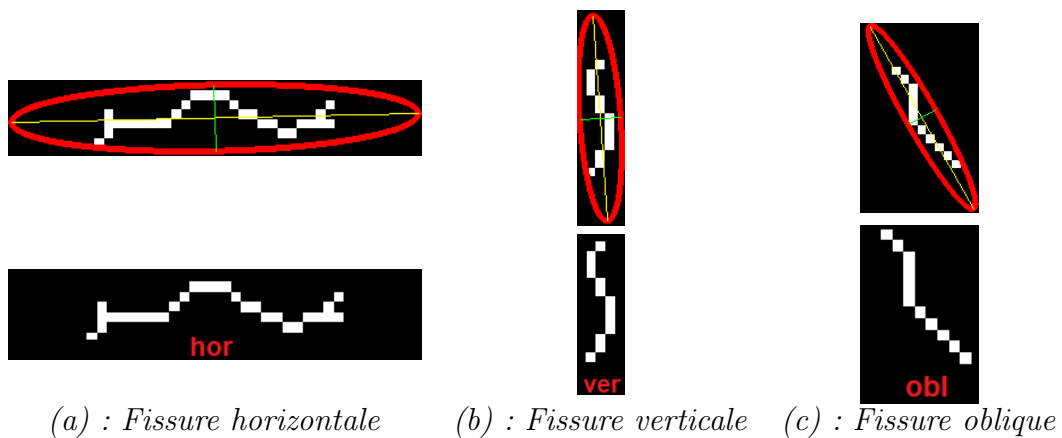 hor
ver
obl
(a) : Fissure horizontale
(b) : Fissure verticale
(c) : Fissure oblique